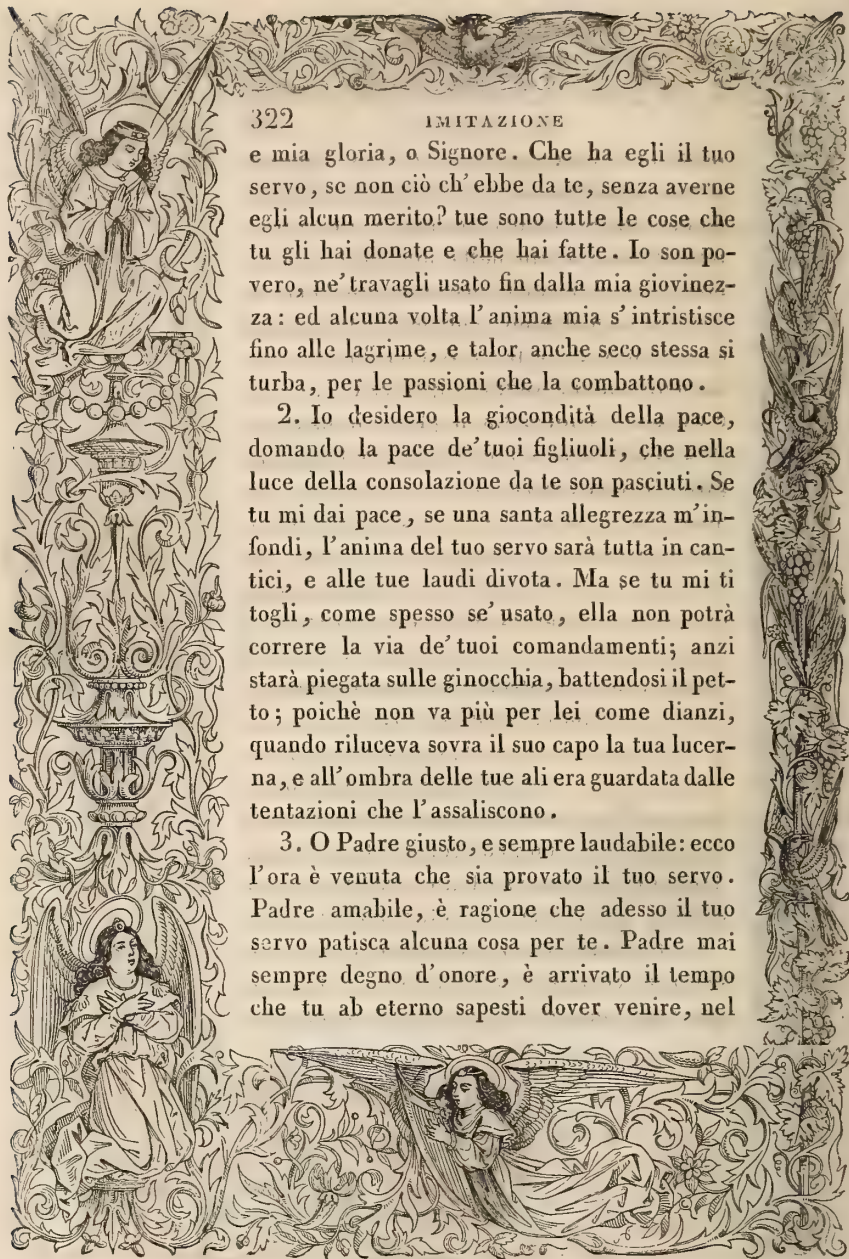 322 IMITAZIONE
e mia gloria, o Signore. Che ha egli il tuo
servo, se non ciò ch' ebbe da te, senza averne
egli alcun merito? tue sono tutte le cose che
tu gli hai donate e che hai fatte. Io son po-
vero, ne' travagli usato fin dalla mia giovinez-
za: ed alcuna volta l' anima mia s' intristisce
fino alle lagrime, e talor anche seco stessa si
turba, per le passioni che la combattono.
2. Io desidero la giocondità della pace,
domando la pace de' tuoi figliuoli, che nella
luce della consolazione da te son pasciuti. Se
tu mi dai pace, se una santa allegrezza m' in-
fondi, l' anima del tuo servo sarà tutta in can-
tici, e alle tue laudi divota. Ma se tu mi ti
togli, come spesso se' usato, ella non potrà
correre la via de' tuoi comandamenti; anzi
starà piegata sulle ginocchia, battendosi il pet-
to; poichè non va più per lei come dianzi,
quando riluceva sovra il suo capo la tua lucer-
na, e all' ombra delle tue ali era guardata dalle
tentazioni che l' assaliscono.
3. O Padre giusto, e sempre laudabile: ecco
l' ora è venuta che sia provato il tuo servo.
Padre amabile, è ragione che adesso il tuo
servo patisca alcuna cosa per te. Padre mai
sempre degno d' onore, è arrivato il tempo
che tu ab eterno sapesti dover venire, nel